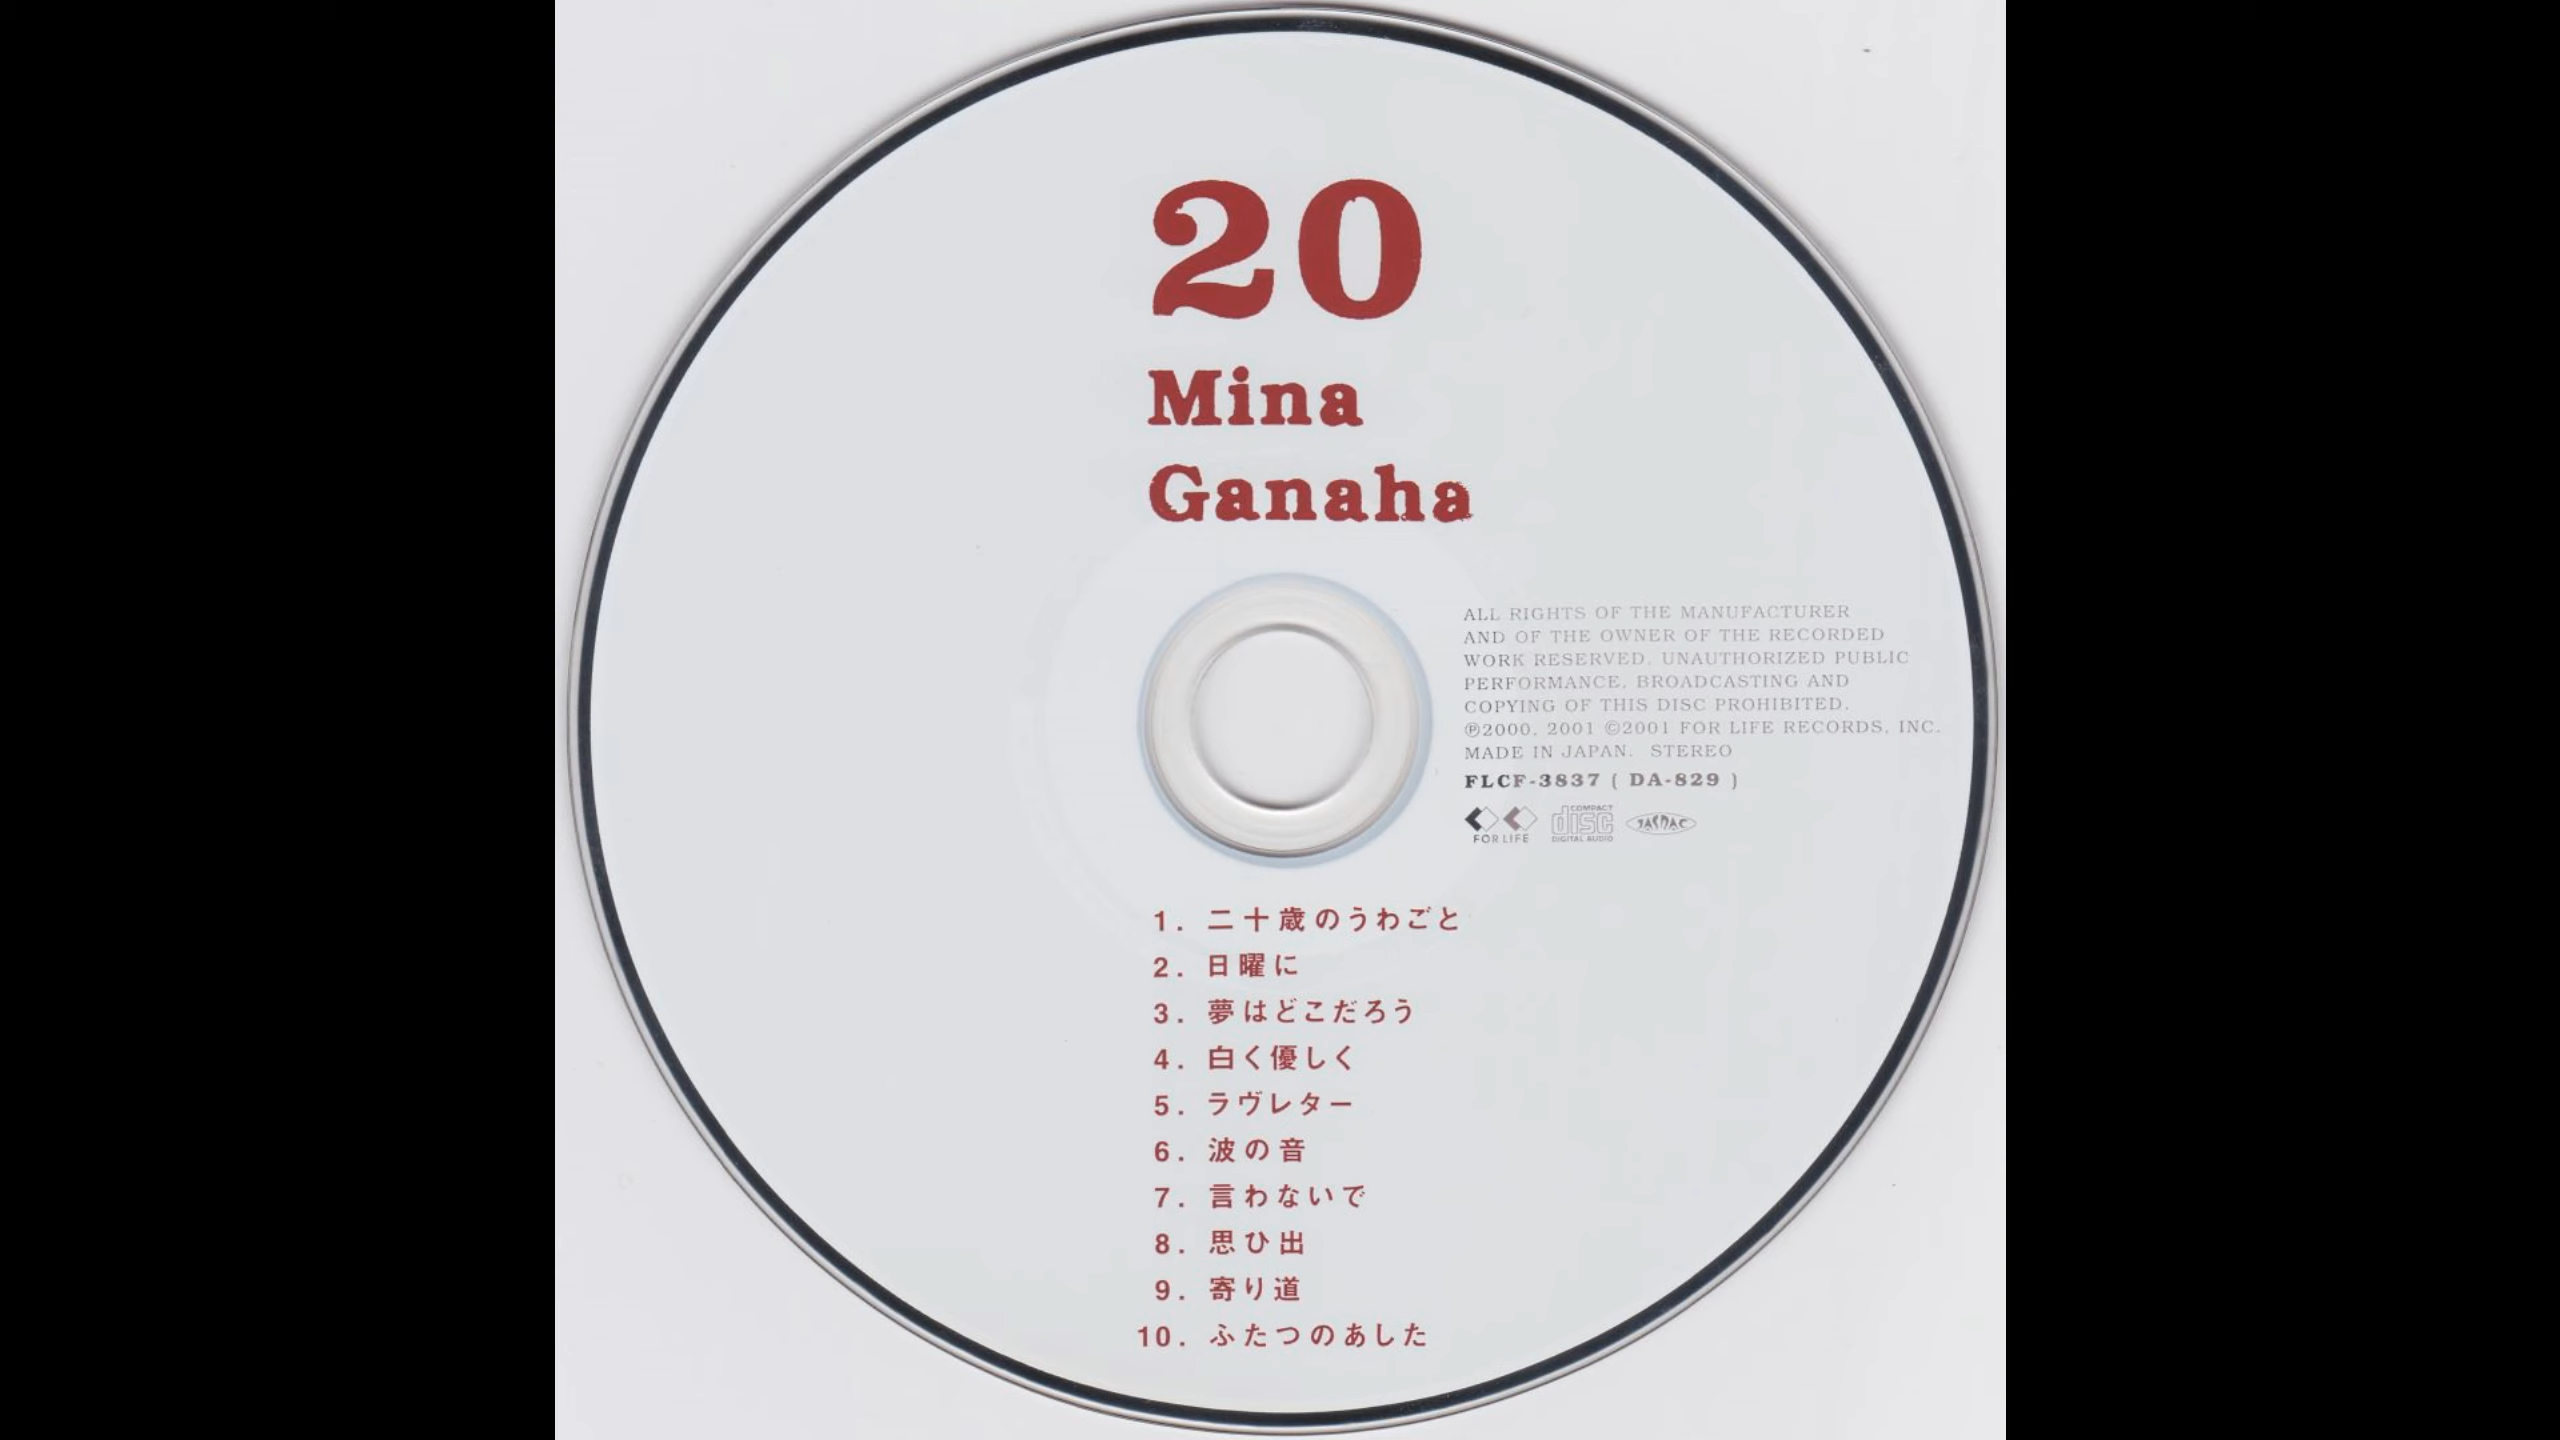 20
Mina
Ganaha
ALL RIGHTS OF THE MANUFACTURER
AND OF THE OWNER OF THE RECORDED
WORK RESERVED. UNAUTHORIZED PUBLIC
PERFORMANCE, BROADCASTING AND
COPYING OF THIS DISC PROHIBITED.
℗2000, 2001 ©2001 FOR LIFE RECORDS, INC.
MADE IN JAPAN. STEREO
FLCF-3837 ( DA-829 )
FOR LIFE
COMPACT
disc
DIGITAL AUDIO
JASRAC
1. 二十歳のうわごと
2. 日曜に
3. 夢はどこだろう
4. 白く優しく
5. ラヴレター
6. 波の音
7. 言わないで
8. 思ひ出
9. 寄り道
10. ふたつのあした